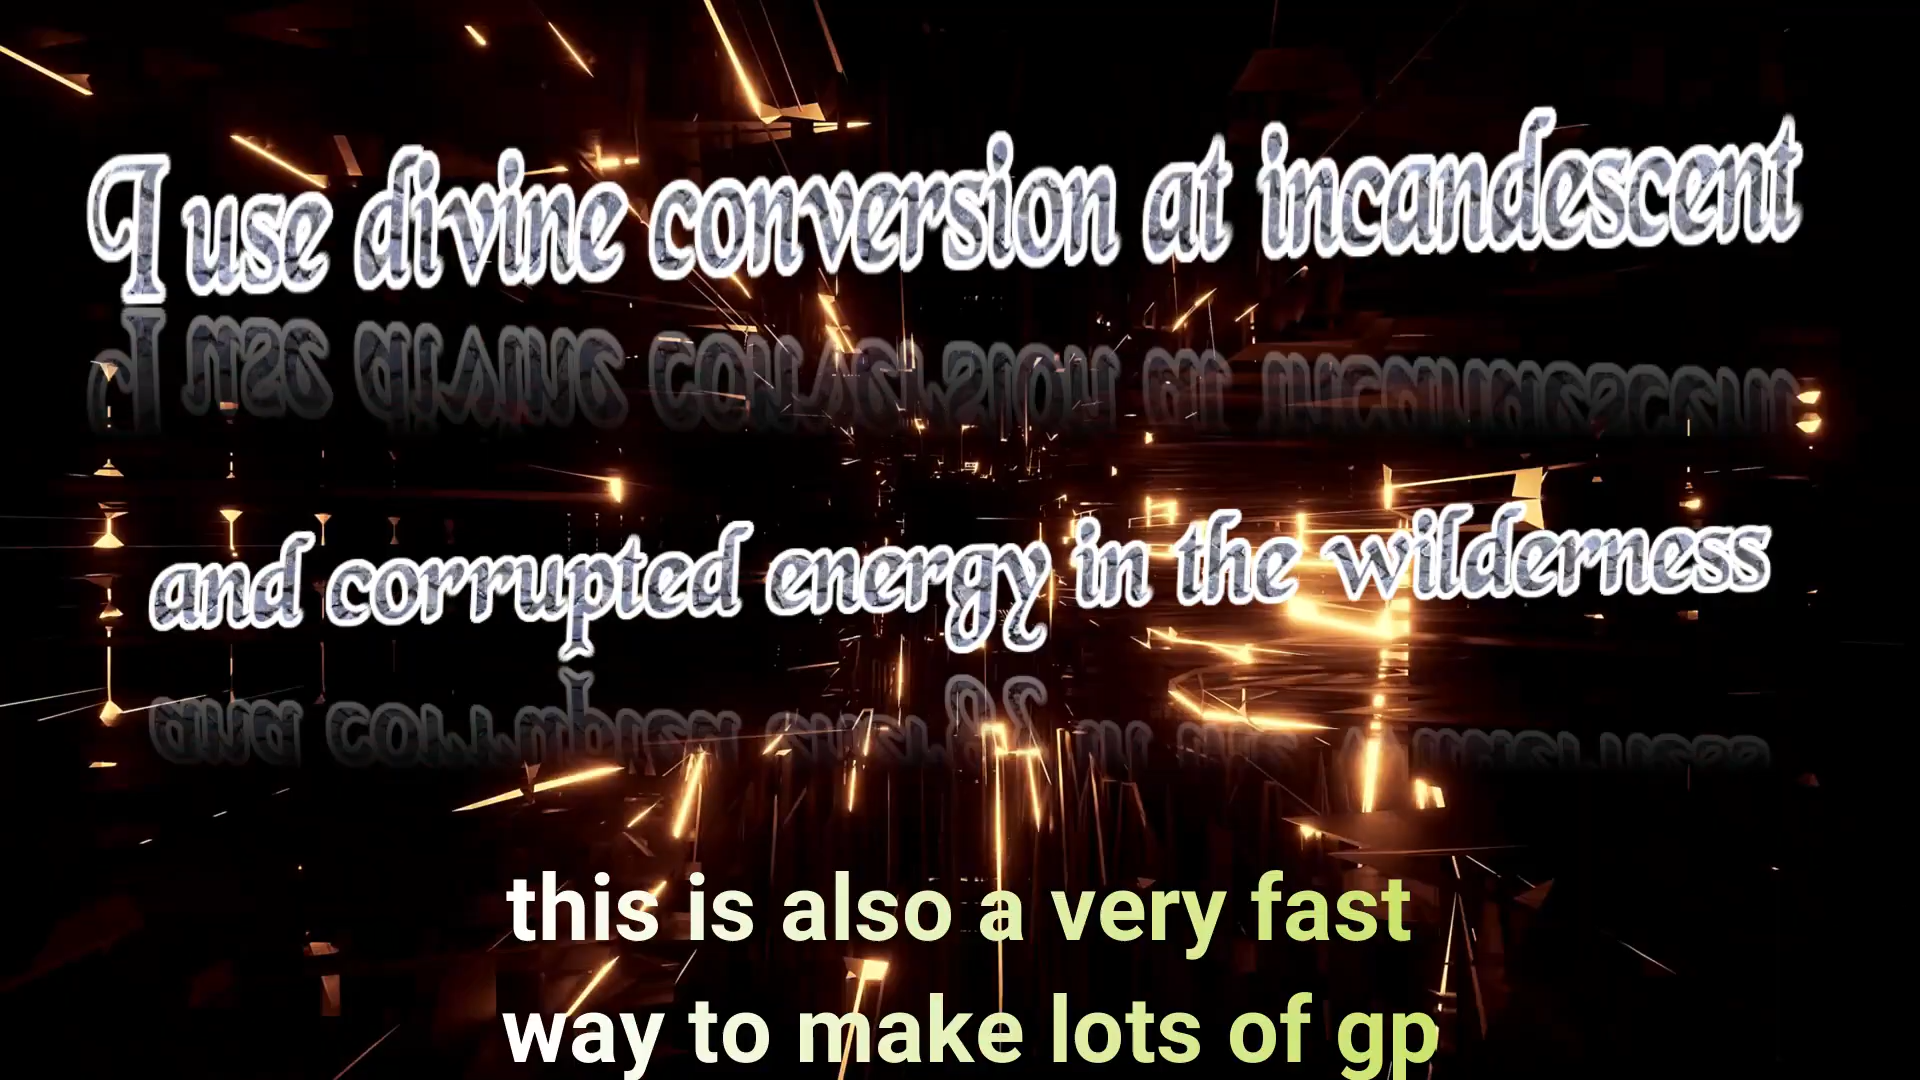 I use divine conversion at incandescent
and corrupted energy in the wilderness
this is also a very fast
way to make lots of gp